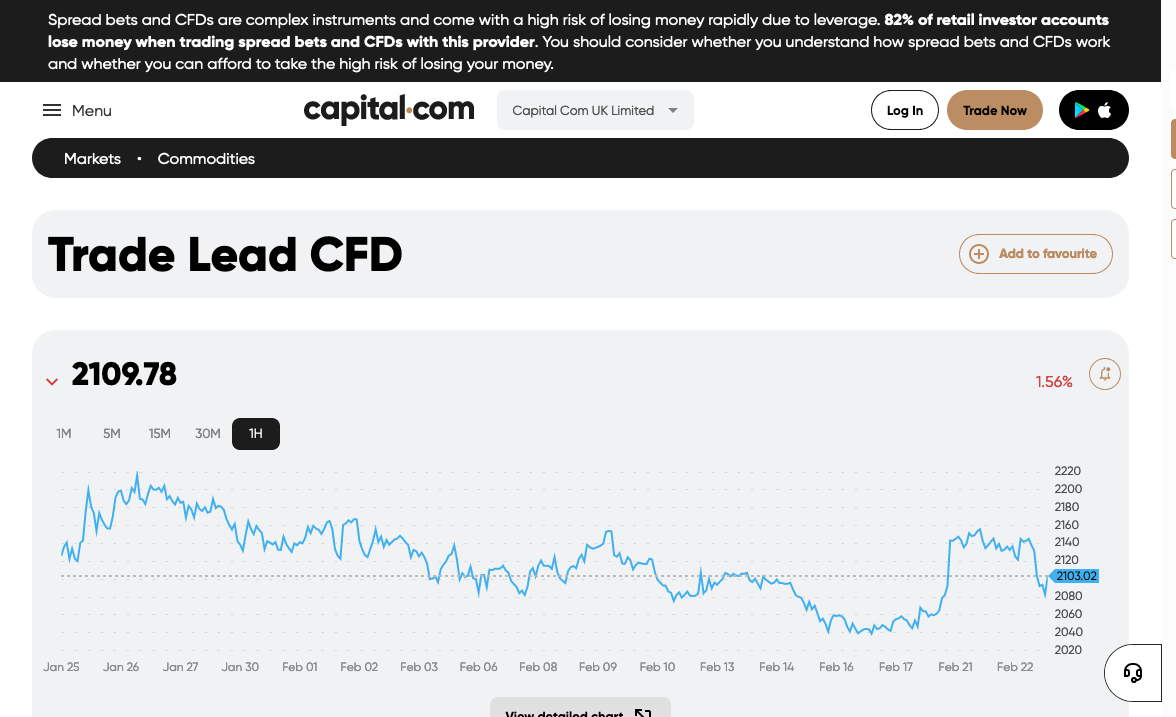 Spread bets and CFDs are complex instruments and come with a high risk of losing money rapidly due to leverage. 82% of retail investor accounts
lose money when trading spread bets and CFDs with this provider. You should consider whether you understand how spread bets and CFDs work
and whether you can afford to take the high risk of losing your money.
Menu
capital.com
Capital Com UK Limited
Log In
Trade Now
Markets • Commodities
Trade Lead CFD
Add to favourite
2109.78
1.56%
1M 5M 15M 30M 1H
2220
2200
2180
2160
2140
2120
2103.02
2080
2060
2040
2020
Jan 25 Jan 26 Jan 27 Jan 30 Feb 01 Feb 02 Feb 03 Feb 06 Feb 08 Feb 09 Feb 10 Feb 13 Feb 14 Feb 16 Feb 17 Feb 21 Feb 22
View detailed chart